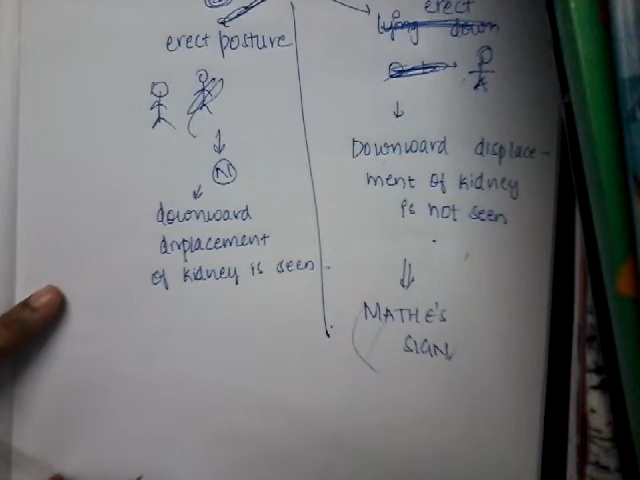 erect posture
N
downward
displacement
of kidney is seen
erect
lying down
Downward displace-
ment of kidney
is not seen
MATHE'S
SIGN